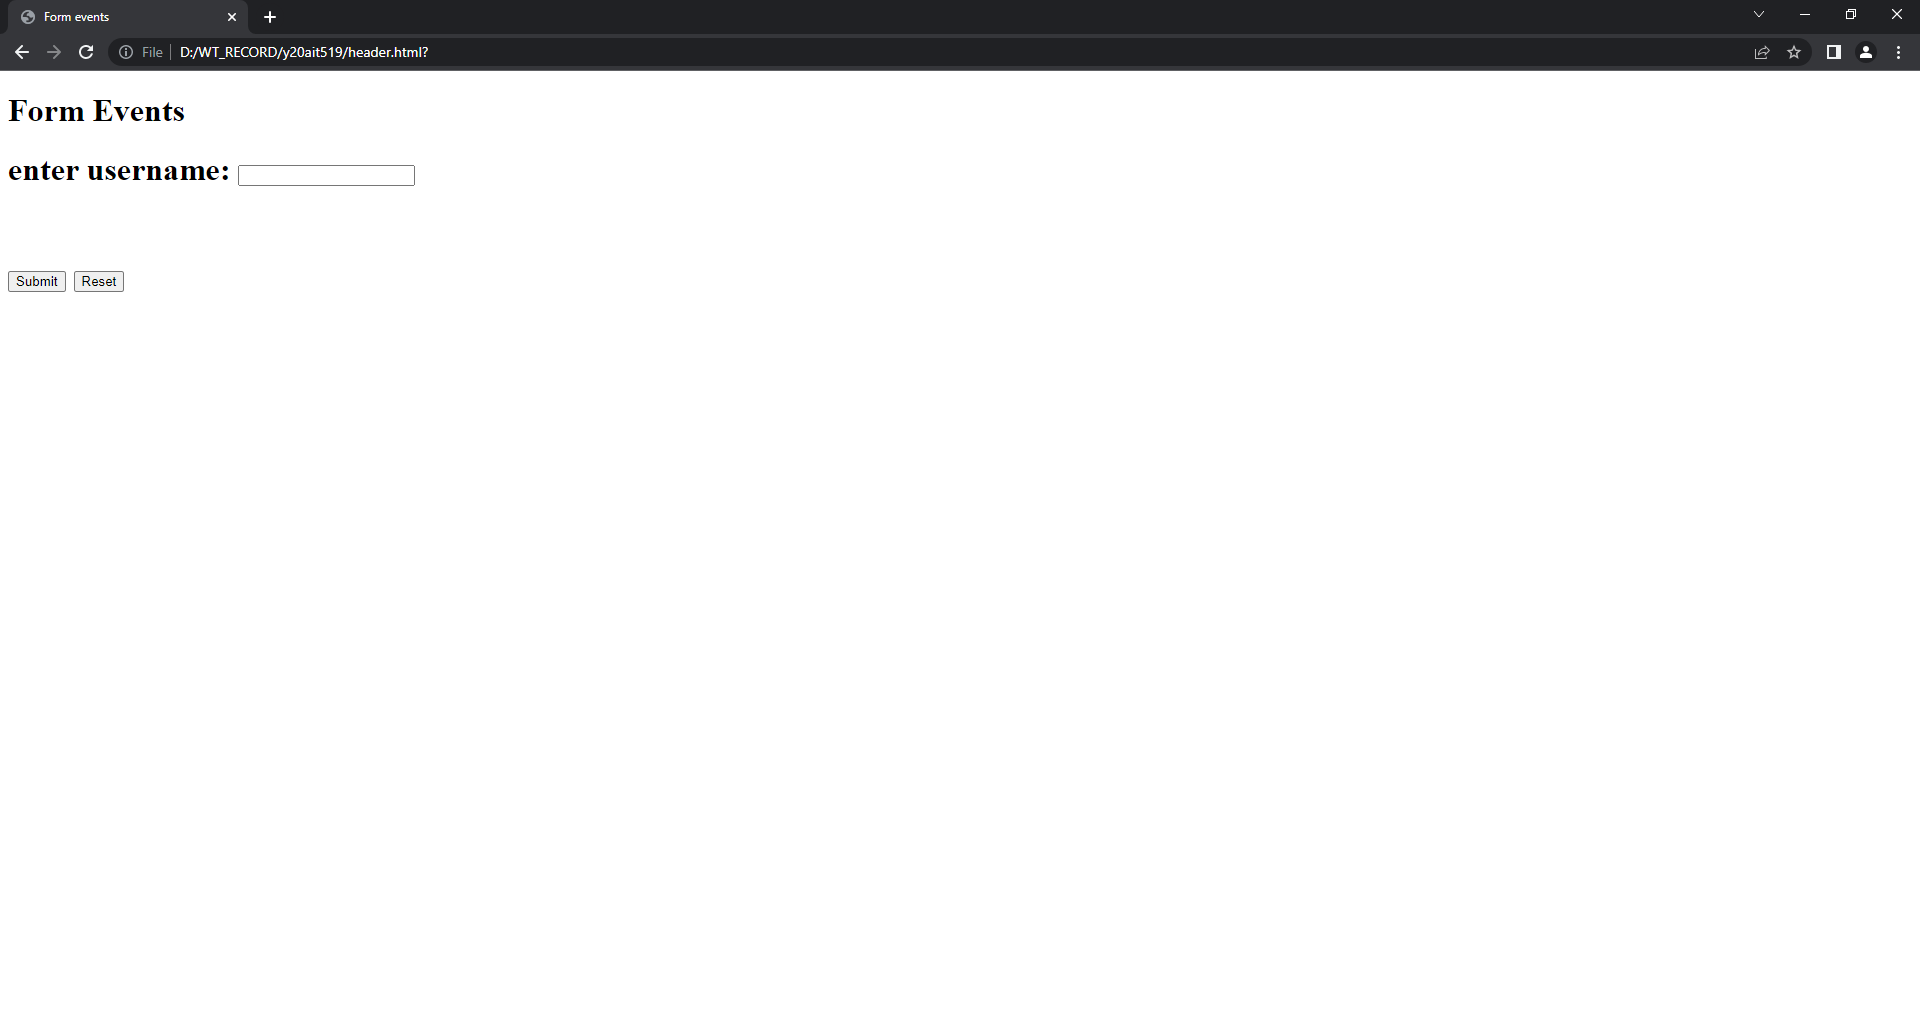 Form events
File D:/WT_RECORD/y20ait519/header.html?
Form Events
enter username:
Submit Reset